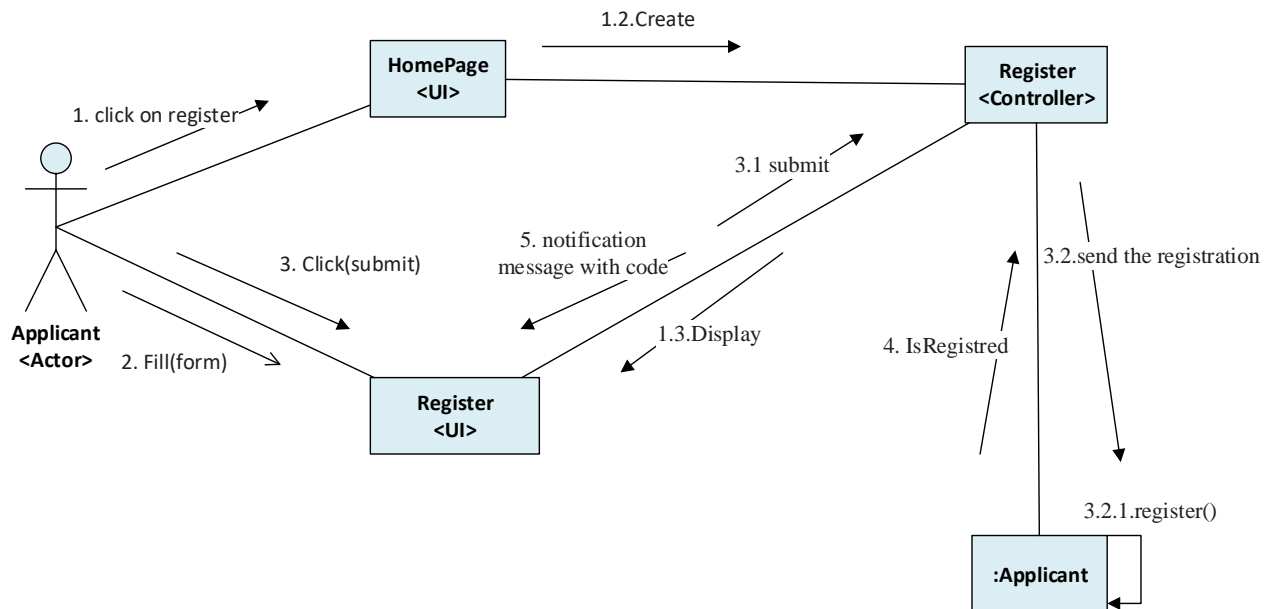 1.2.Create
HomePage
<UI>
Register
<Controller>
1. click on register
3.1 submit
5. notification
message with code
3. Click(submit)
3.2.send the registration
Applicant
<Actor>
2. Fill(form)
1.3.Display
4. IsRegistred
Register
<UI>
3.2.1.register()
:Applicant